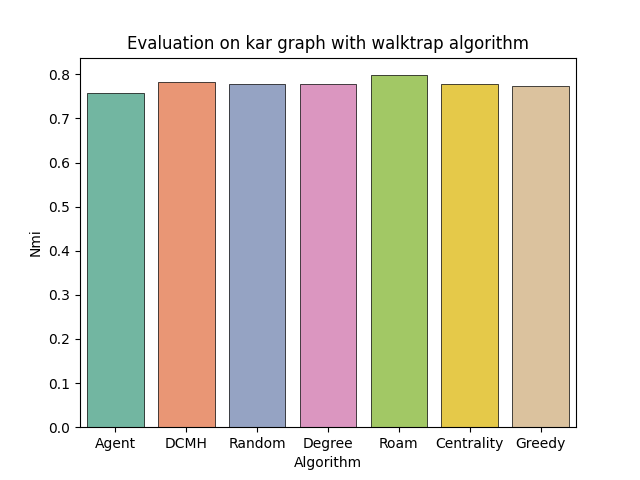 Evaluation on kar graph with walktrap algorithm
0.8
0.7
0.6
0.5
0.4
0.3
0.2
0.1
0.0
Nmi
Agent DCMH Random Degree Roam Centrality Greedy
Algorithm